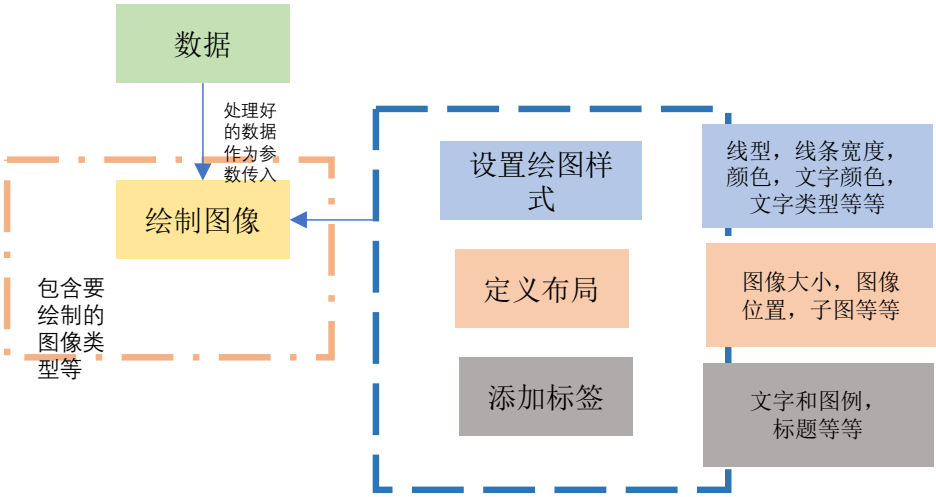 数据
处理好
的数据
作为参
数传入
绘制图像
包含要
绘制的
图像类
型等
设置绘图样
式
线型，线条宽度，
颜色，文字颜色，
文字类型等等
定义布局
图像大小，图像
位置，子图等等
添加标签
文字和图例，
标题等等